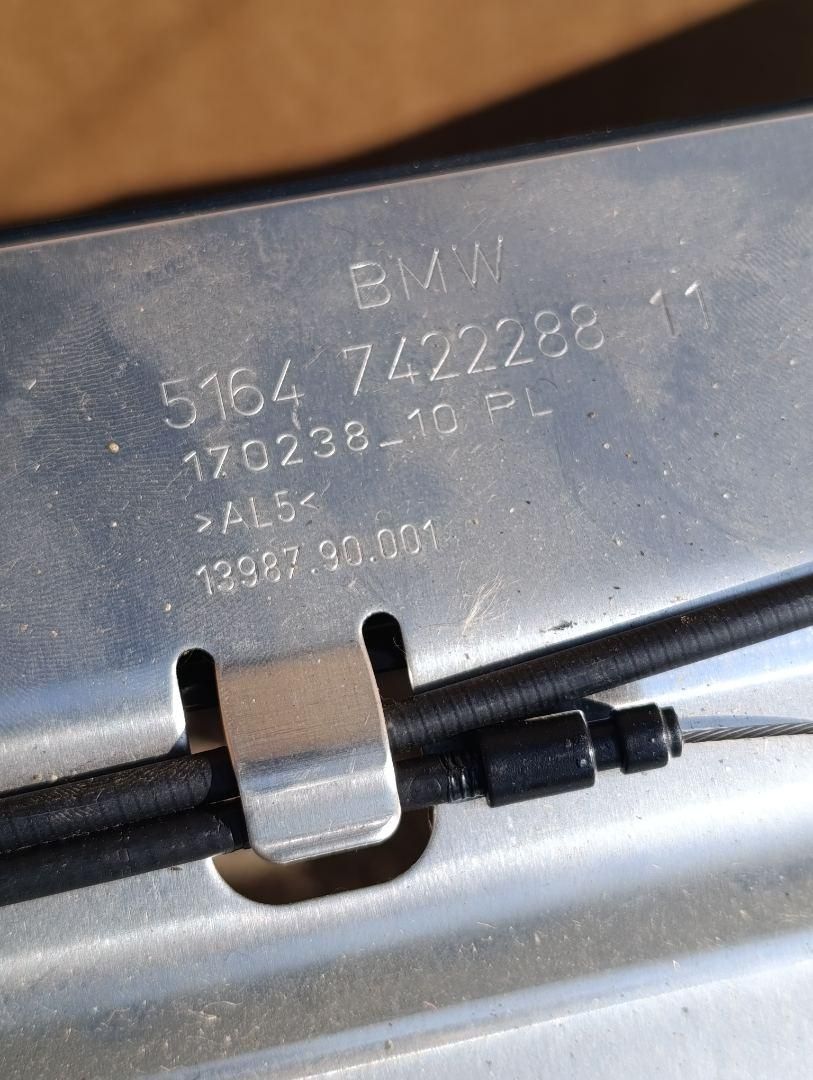 BMW
5164 7422288 11
170238_10 PL
>AL5<
13987.90.001